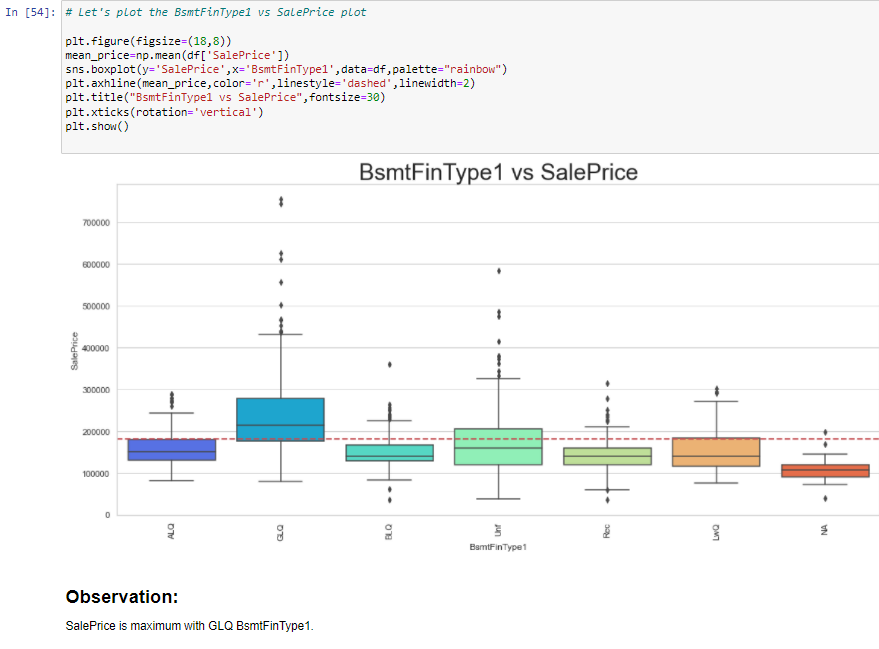 In [54]: # Let's plot the BsmtFinType1 vs SalePrice plot
plt.figure(figsize=(18,8))
mean_price=np.mean(df['SalePrice'])
sns.boxplot(y='SalePrice',x='BsmtFinType1',data=df,palette="rainbow")
plt.axhline(mean_price,color='r',linestyle='dashed',linewidth=2)
plt.title("BsmtFinType1 vs SalePrice",fontsize=30)
plt.xticks(rotation='vertical')
plt.show()
BsmtFinType1 vs SalePrice
700000
600000
500000
400000
300000
200000
100000
0
SalePrice
ALQ GLQ BLQ Unf Rec LwQ NA
BsmtFinType1
Observation:
SalePrice is maximum with GLQ BsmtFinType1.